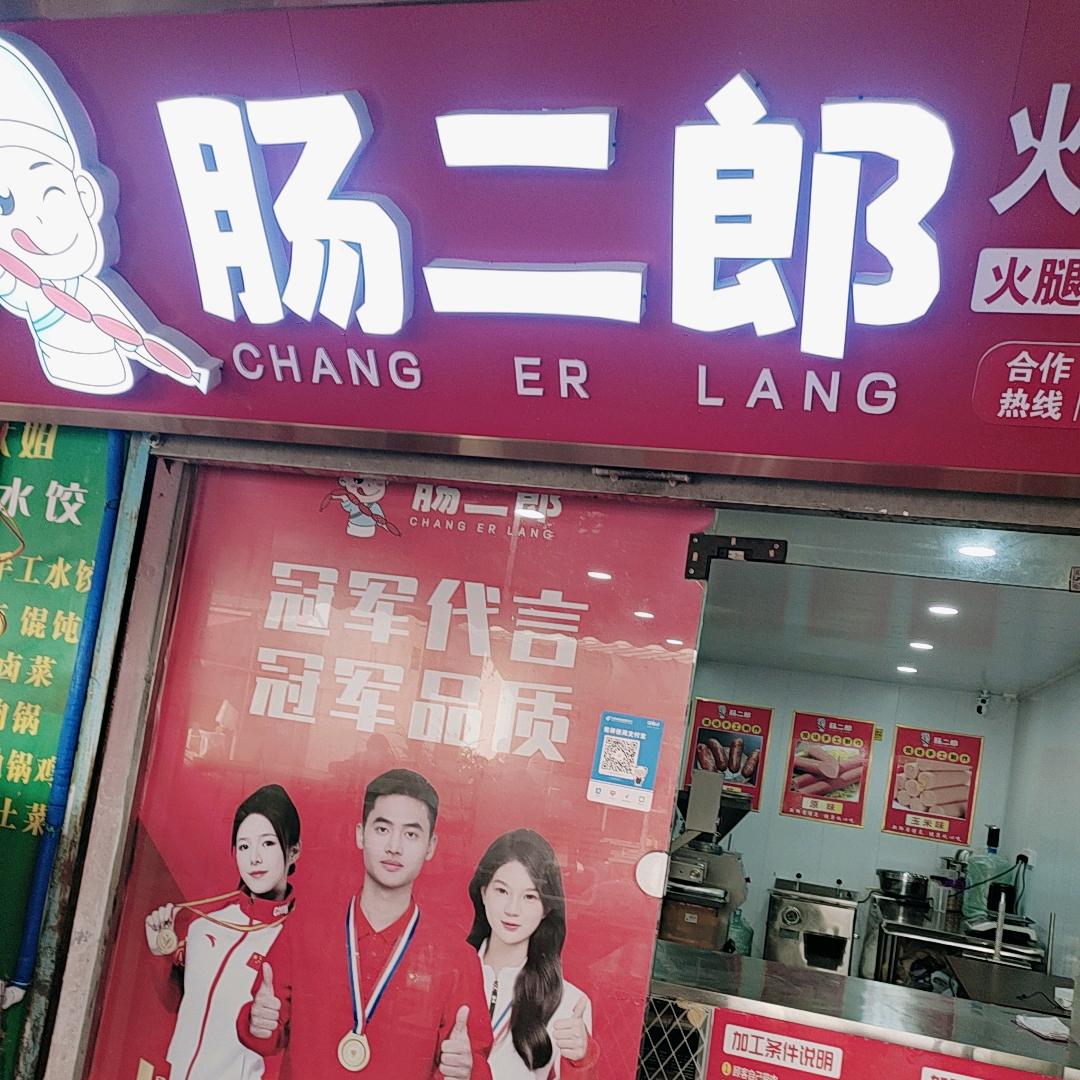 肠二郎
CHANG ER LANG
火
火腿
合作
热线
水饺
手工水饺
馄饨
卤菜
锅
锅鸡
土菜
肠二郎
CHANG ER LANG
冠军代言
冠军品质
肠二郎
肠二郎
原味
肠二郎
玉米味
加工条件说明